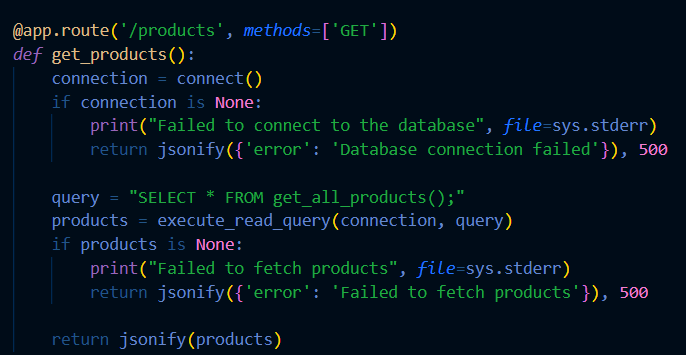 @app.route('/products', methods=['GET'])
def get_products():
    connection = connect()
    if connection is None:
        print("Failed to connect to the database", file=sys.stderr)
        return jsonify({'error': 'Database connection failed'}), 500

    query = "SELECT * FROM get_all_products();"
    products = execute_read_query(connection, query)
    if products is None:
        print("Failed to fetch products", file=sys.stderr)
        return jsonify({'error': 'Failed to fetch products'}), 500

    return jsonify(products)